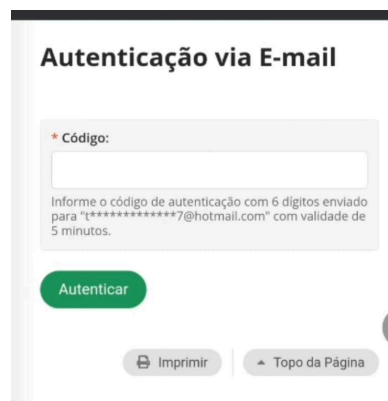 Autenticação via E-mail
* Código:
Informe o código de autenticação com 6 dígitos enviado
para "t*************7@hotmail.com" com validade de
5 minutos.
Autenticar
Imprimir
Topo da Página